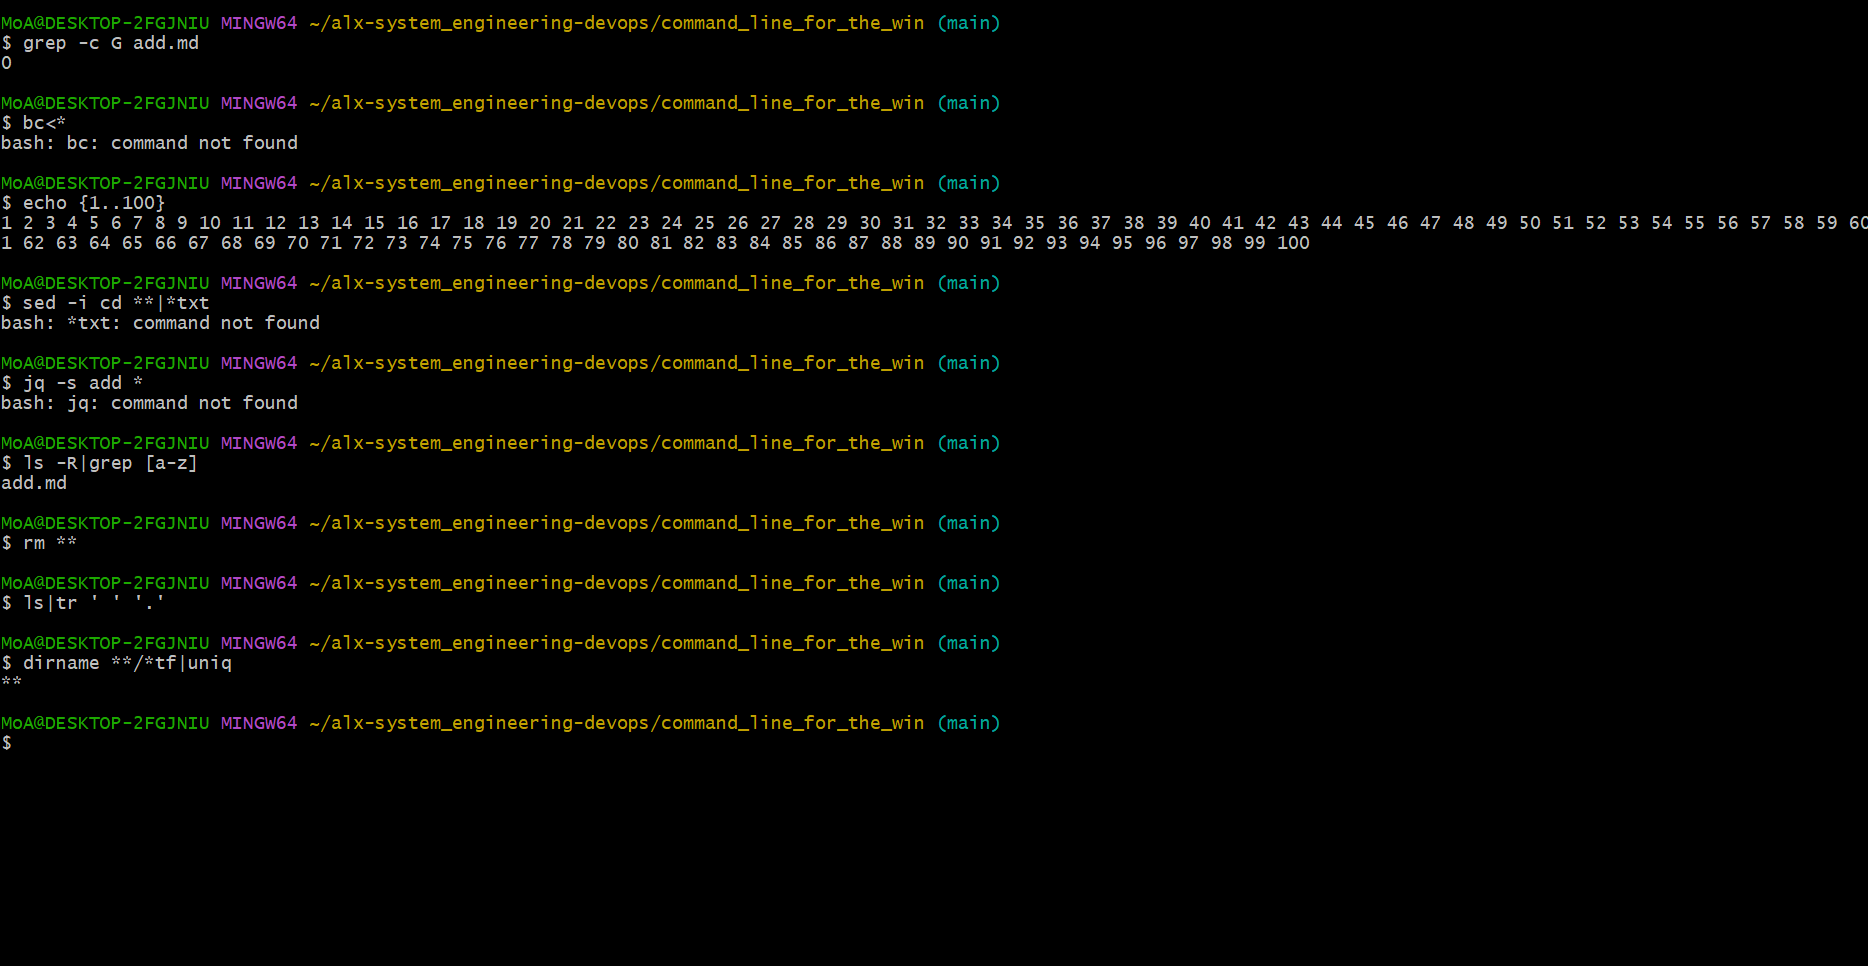 MoA@DESKTOP-2FGJNIU MINGW64 ~/alx-system_engineering-devops/command_line_for_the_win (main)
$ grep -c G add.md
0
MoA@DESKTOP-2FGJNIU MINGW64 ~/alx-system_engineering-devops/command_line_for_the_win (main)
$ bc<*
bash: bc: command not found
MoA@DESKTOP-2FGJNIU MINGW64 ~/alx-system_engineering-devops/command_line_for_the_win (main)
$ echo {1..100}
1 2 3 4 5 6 7 8 9 10 11 12 13 14 15 16 17 18 19 20 21 22 23 24 25 26 27 28 29 30 31 32 33 34 35 36 37 38 39 40 41 42 43 44 45 46 47 48 49 50 51 52 53 54 55 56 57 58 59 60
1 62 63 64 65 66 67 68 69 70 71 72 73 74 75 76 77 78 79 80 81 82 83 84 85 86 87 88 89 90 91 92 93 94 95 96 97 98 99 100
MoA@DESKTOP-2FGJNIU MINGW64 ~/alx-system_engineering-devops/command_line_for_the_win (main)
$ sed -i cd **|*txt
bash: *txt: command not found
MoA@DESKTOP-2FGJNIU MINGW64 ~/alx-system_engineering-devops/command_line_for_the_win (main)
$ jq -s add *
bash: jq: command not found
MoA@DESKTOP-2FGJNIU MINGW64 ~/alx-system_engineering-devops/command_line_for_the_win (main)
$ ls -R|grep [a-z]
add.md
MoA@DESKTOP-2FGJNIU MINGW64 ~/alx-system_engineering-devops/command_line_for_the_win (main)
$ rm **
MoA@DESKTOP-2FGJNIU MINGW64 ~/alx-system_engineering-devops/command_line_for_the_win (main)
$ ls|tr ' ' '.'
MoA@DESKTOP-2FGJNIU MINGW64 ~/alx-system_engineering-devops/command_line_for_the_win (main)
$ dirname **/*tf|uniq
**
MoA@DESKTOP-2FGJNIU MINGW64 ~/alx-system_engineering-devops/command_line_for_the_win (main)
$